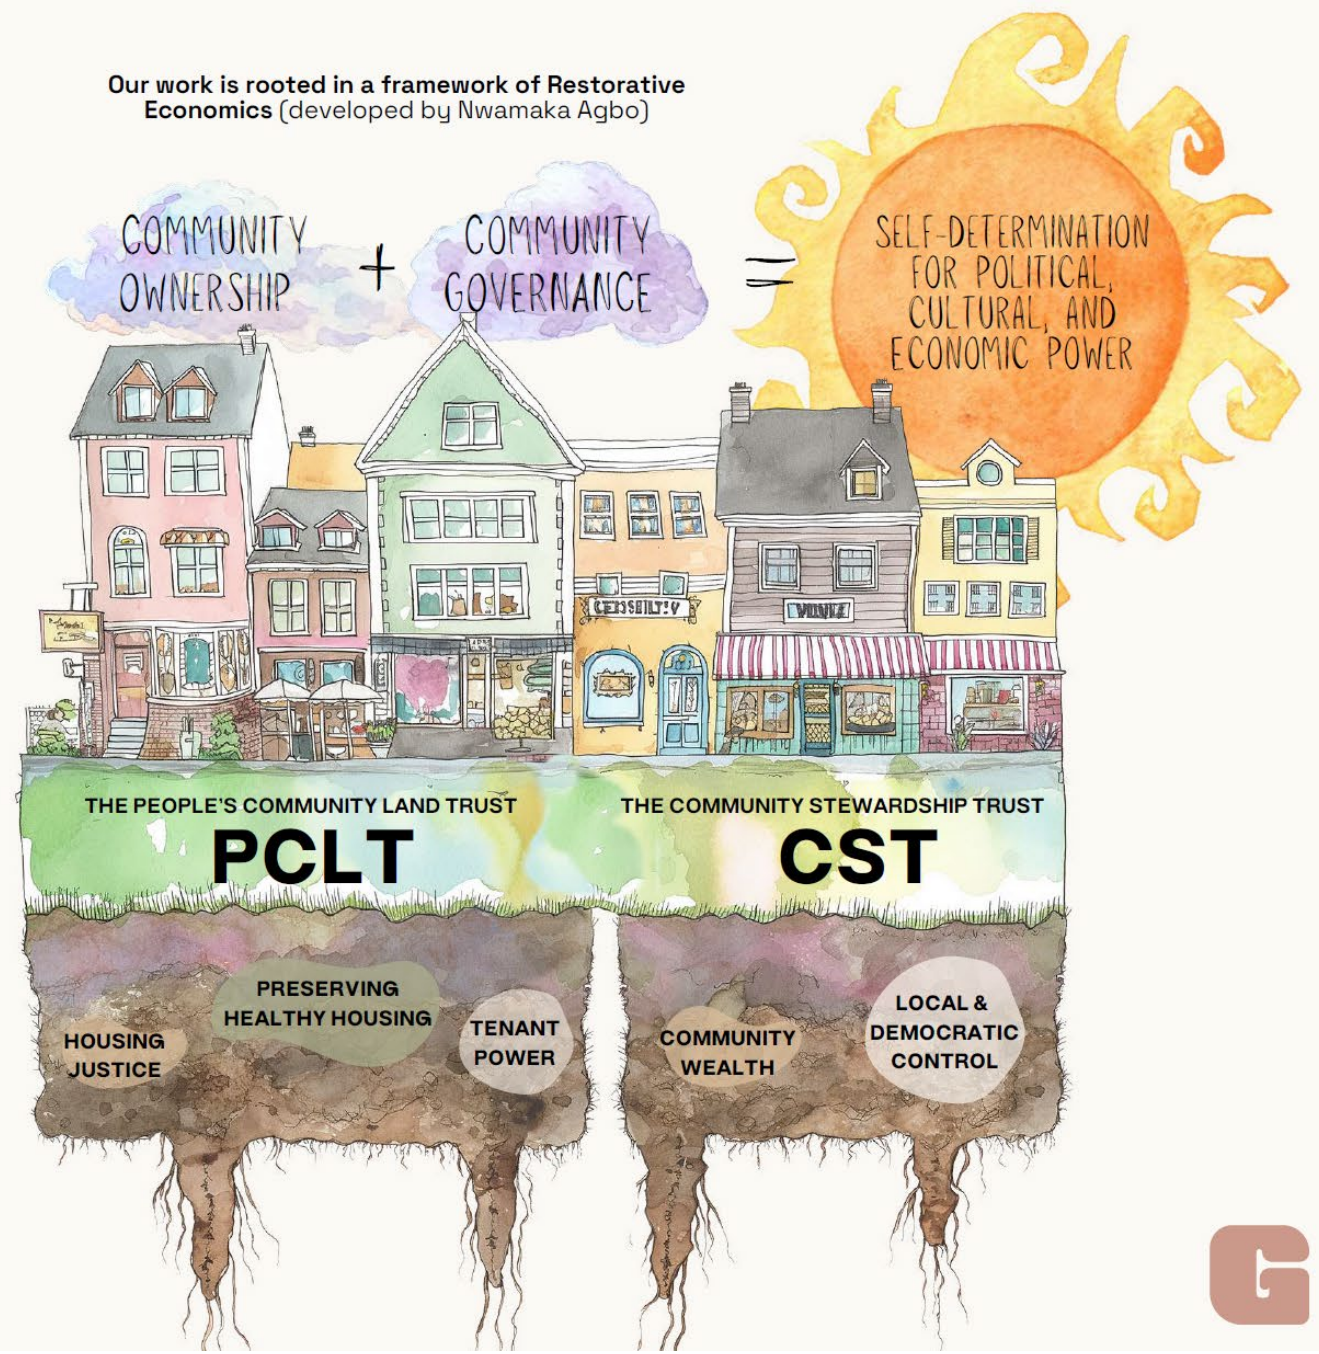 Our work is rooted in a framework of Restorative
Economics (developed by Nwamaka Agbo)
COMMUNITY
OWNERSHIP
+
COMMUNITY
GOVERNANCE
=
SELF-DETERMINATION
FOR POLITICAL,
CULTURAL, AND
ECONOMIC POWER
THE PEOPLE'S COMMUNITY LAND TRUST
PCLT
THE COMMUNITY STEWARDSHIP TRUST
CST
PRESERVING
HEALTHY HOUSING
HOUSING
JUSTICE
TENANT
POWER
COMMUNITY
WEALTH
LOCAL &
DEMOCRATIC
CONTROL
G